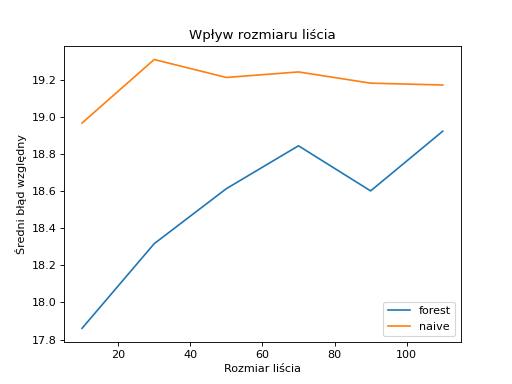 Wpływ rozmiaru liścia
Średni błąd względny
19.2
19.0
18.8
18.6
18.4
18.2
18.0
17.8
20
40
60
80
100
Rozmiar liścia
forest
naive